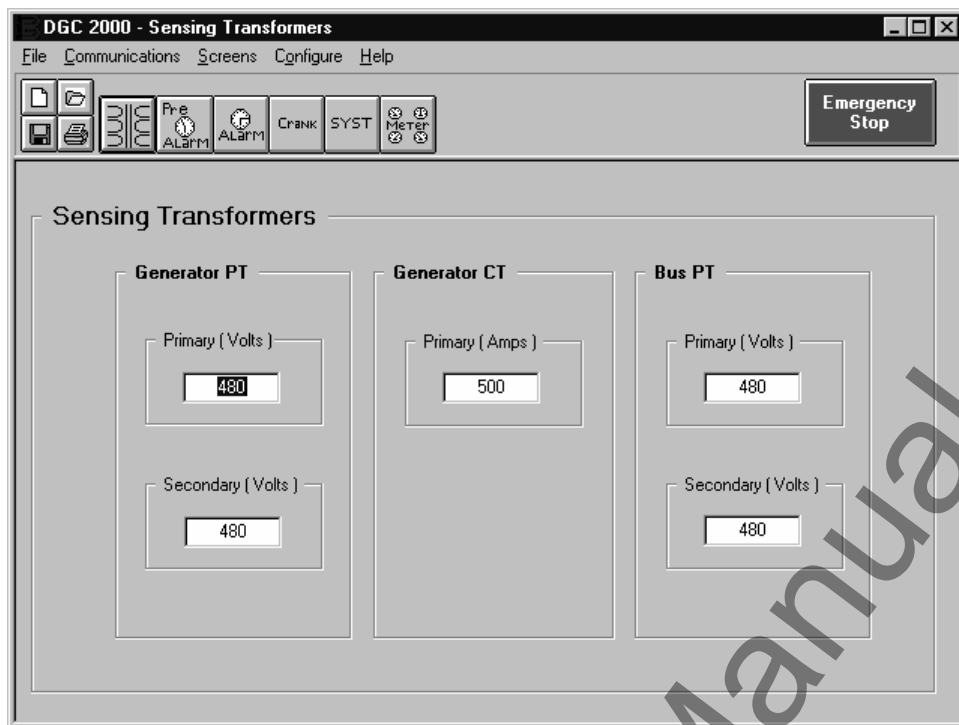 DGC 2000 - Sensing Transformers
File Communications Screens Configure Help
Pre ALarm
ALarm
Crank
SYST
Meter
Emergency
Stop
Sensing Transformers
Generator PT
Generator CT
Bus PT
Primary ( Volts )
Primary ( Amps )
Primary ( Volts )
480
500
480
Secondary ( Volts )
Secondary ( Volts )
480
480
Manual